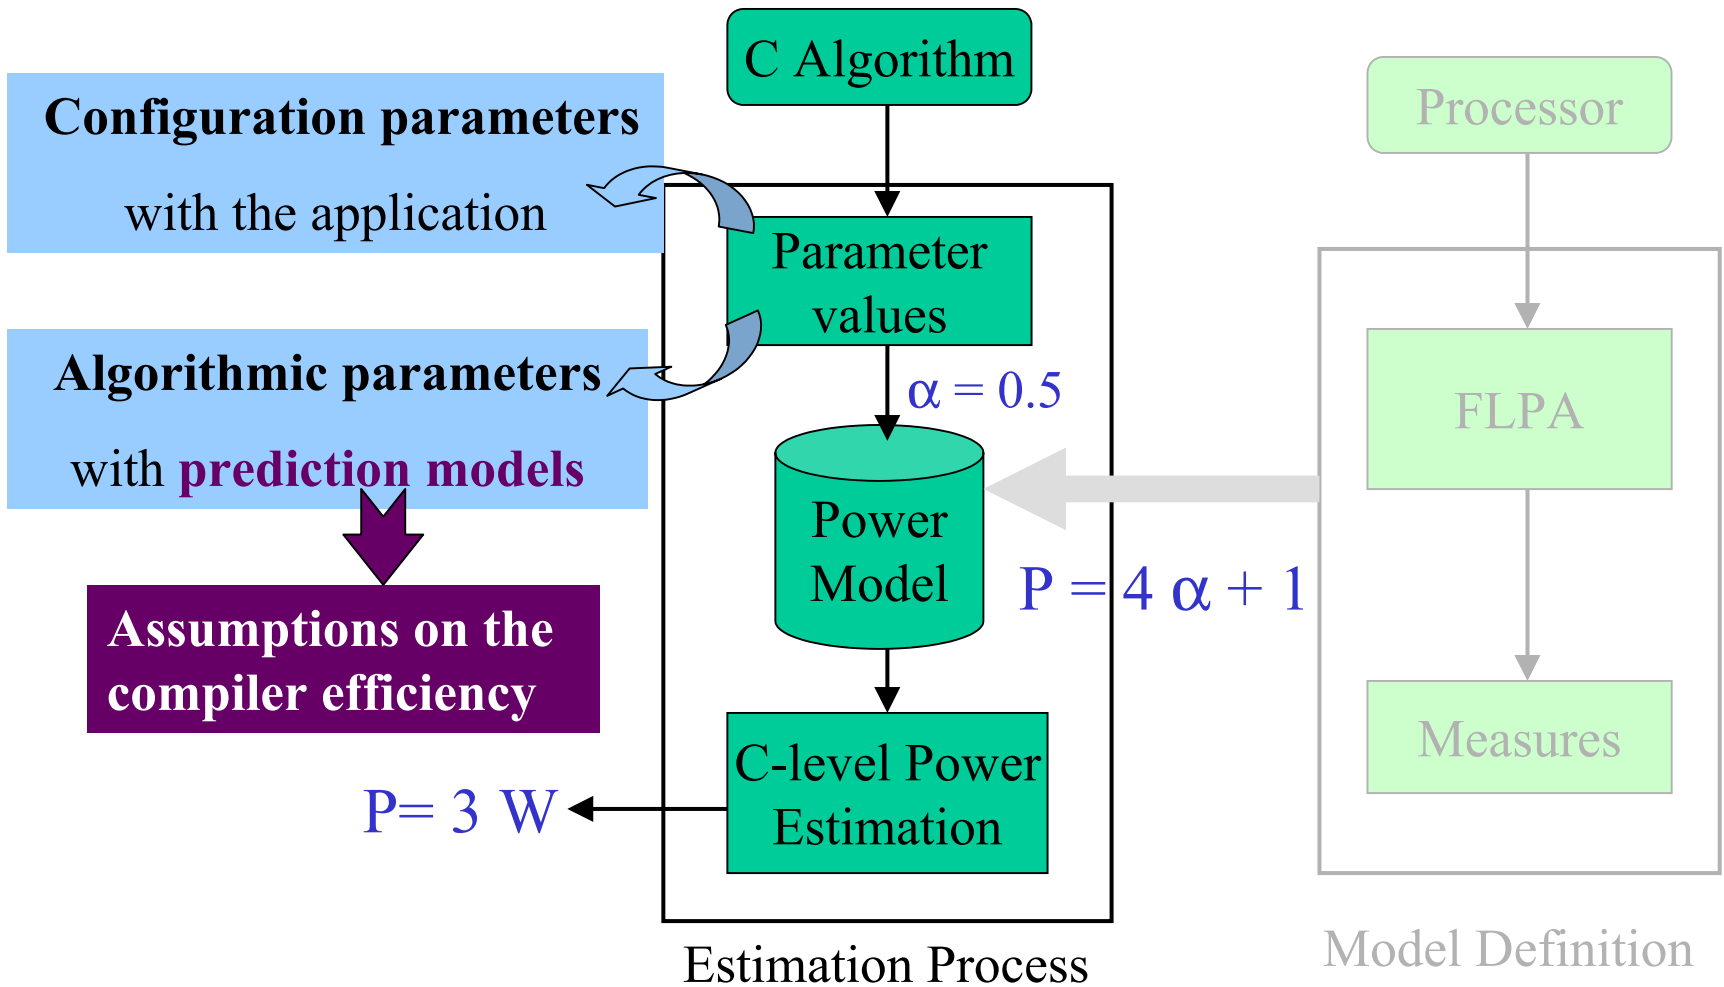 C Algorithm
Configuration parameters
with the application
Parameter
values
Algorithmic parameters
with prediction models
Assumptions on the
compiler efficiency
α = 0.5
Power
Model
P = 4 α + 1
C-level Power
Estimation
P= 3 W
Estimation Process
Processor
FLPA
Measures
Model Definition